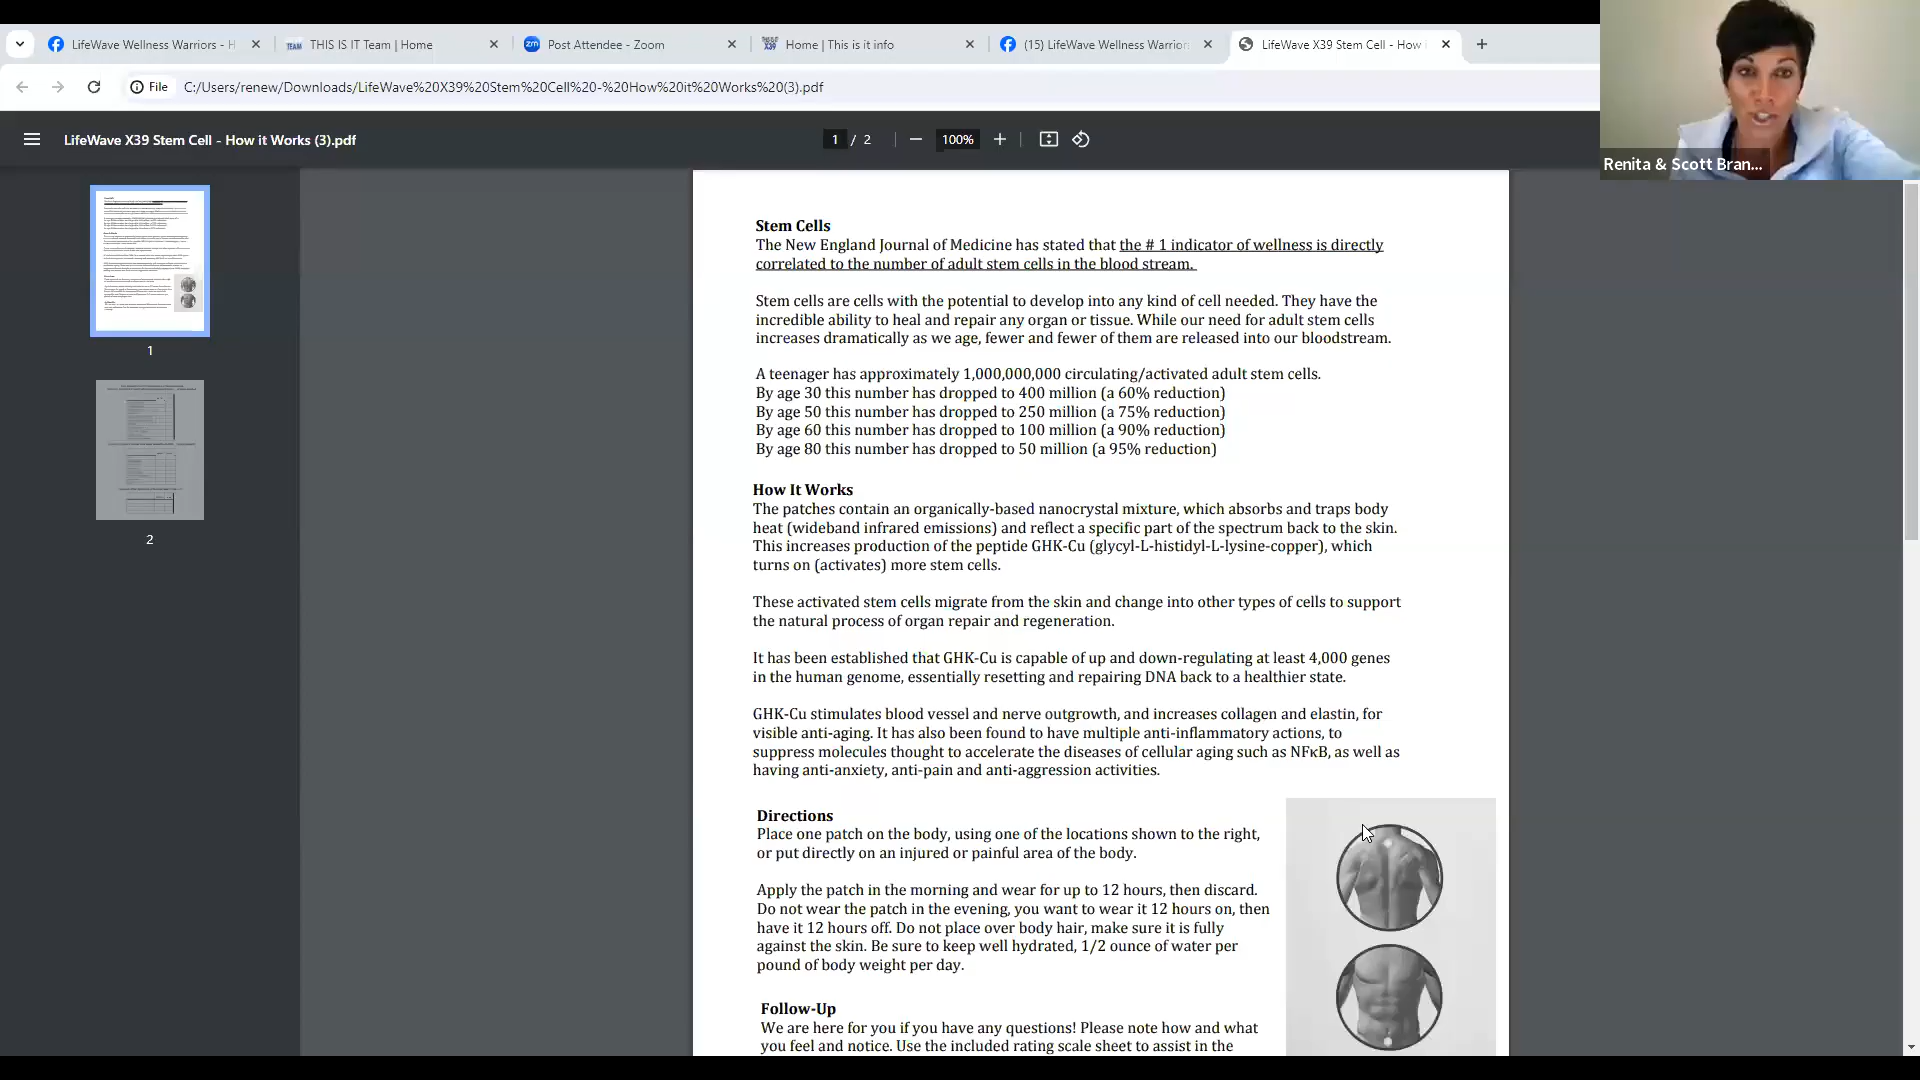 LifeWave Wellness Warriors - H
THIS IS IT Team | Home
Post Attendee - Zoom
Home | This is it info
(15) LifeWave Wellness Warrior
LifeWave X39 Stem Cell - How
File
C:/Users/renew/Downloads/LifeWave%20X39%20Stem%20Cell%20-%20How%20it%20Works%20(3).pdf
LifeWave X39 Stem Cell - How it Works (3).pdf
1 / 2
100%
Renita & Scott Bran...
1
2
Stem Cells
The New England Journal of Medicine has stated that the # 1 indicator of wellness is directly
correlated to the number of adult stem cells in the blood stream.
Stem cells are cells with the potential to develop into any kind of cell needed. They have the
incredible ability to heal and repair any organ or tissue. While our need for adult stem cells
increases dramatically as we age, fewer and fewer of them are released into our bloodstream.
A teenager has approximately 1,000,000,000 circulating/activated adult stem cells.
By age 30 this number has dropped to 400 million (a 60% reduction)
By age 50 this number has dropped to 250 million (a 75% reduction)
By age 60 this number has dropped to 100 million (a 90% reduction)
By age 80 this number has dropped to 50 million (a 95% reduction)
How It Works
The patches contain an organically-based nanocrystal mixture, which absorbs and traps body
heat (wideband infrared emissions) and reflect a specific part of the spectrum back to the skin.
This increases production of the peptide GHK-Cu (glycyl-L-histidyl-L-lysine-copper), which
turns on (activates) more stem cells.
These activated stem cells migrate from the skin and change into other types of cells to support
the natural process of organ repair and regeneration.
It has been established that GHK-Cu is capable of up and down-regulating at least 4,000 genes
in the human genome, essentially resetting and repairing DNA back to a healthier state.
GHK-Cu stimulates blood vessel and nerve outgrowth, and increases collagen and elastin, for
visible anti-aging. It has also been found to have multiple anti-inflammatory actions, to
suppress molecules thought to accelerate the diseases of cellular aging such as NFκB, as well as
having anti-anxiety, anti-pain and anti-aggression activities.
Directions
Place one patch on the body, using one of the locations shown to the right,
or put directly on an injured or painful area of the body.
Apply the patch in the morning and wear for up to 12 hours, then discard.
Do not wear the patch in the evening, you want to wear it 12 hours on, then
have it 12 hours off. Do not place over body hair, make sure it is fully
against the skin. Be sure to keep well hydrated, 1/2 ounce of water per
pound of body weight per day.
Follow-Up
We are here for you if you have any questions! Please note how and what
you feel and notice. Use the included rating scale sheet to assist in the